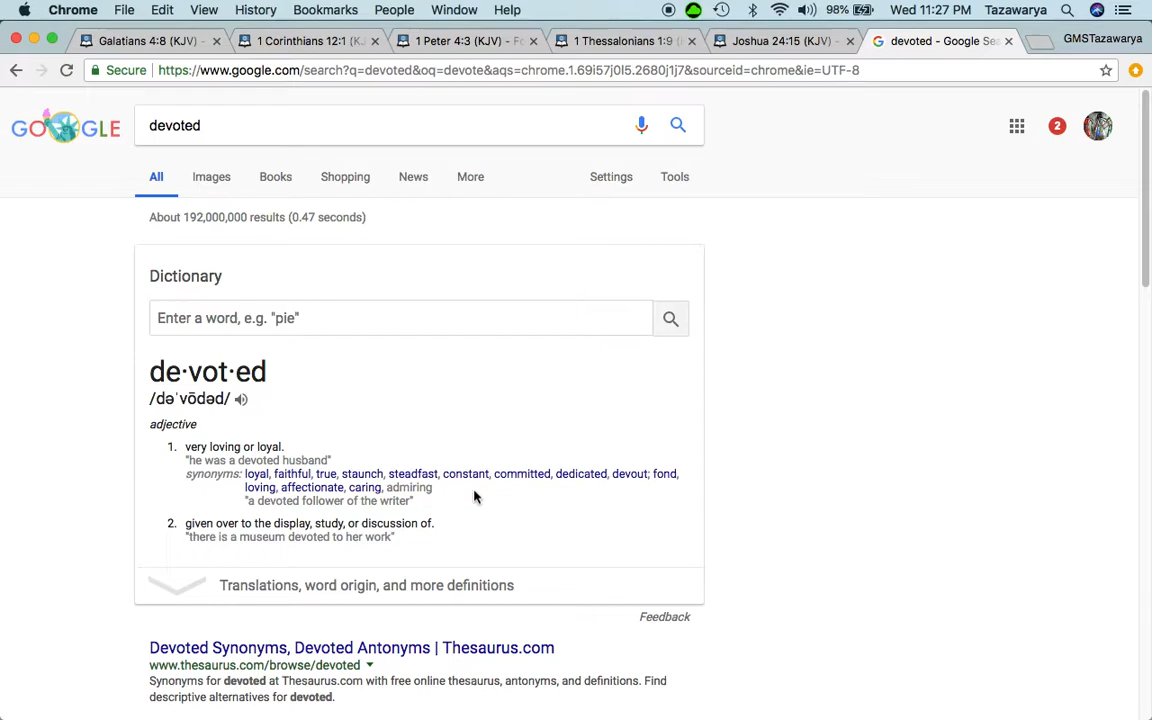 Chrome File Edit View History Bookmarks People Window Help 98% Wed 11:27 PM Tazawarya
Galatians 4:8 (KJV) - 1 Corinthians 12:1 (KJ 1 Peter 4:3 (KJV) - Fo 1 Thessalonians 1:9 ( Joshua 24:15 (KJV) - devoted - Google Sea GMSTazawarya
Secure https://www.google.com/search?q=devoted&oq=devote&aqs=chrome.1.69i57j0l5.2680j1j7&sourceid=chrome&ie=UTF-8
GOOGLE devoted 2
All Images Books Shopping News More Settings Tools
About 192,000,000 results (0.47 seconds)
Dictionary
Enter a word, e.g. "pie"
de·vot·ed
/dəˈvōdəd/
adjective
1. very loving or loyal.
"he was a devoted husband"
synonyms: loyal, faithful, true, staunch, steadfast, constant, committed, dedicated, devout; fond,
loving, affectionate, caring, admiring
"a devoted follower of the writer"
2. given over to the display, study, or discussion of.
"there is a museum devoted to her work"
Translations, word origin, and more definitions
Feedback
Devoted Synonyms, Devoted Antonyms | Thesaurus.com
www.thesaurus.com/browse/devoted
Synonyms for devoted at Thesaurus.com with free online thesaurus, antonyms, and definitions. Find
descriptive alternatives for devoted.